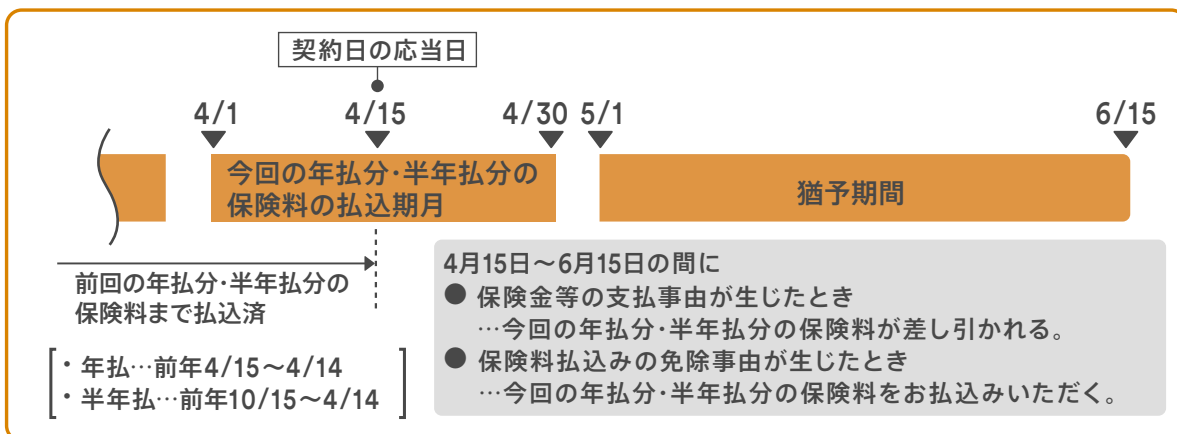 契約日の応当日
4/1
4/15
4/30
5/1
6/15
今回の年払分・半年払分の
保険料の払込期月
猶予期間
前回の年払分・半年払分の
保険料まで払込済
・年払…前年4/15～4/14
・半年払…前年10/15～4/14
4月15日～6月15日の間に
● 保険金等の支払事由が生じたとき
…今回の年払分・半年払分の保険料が差し引かれる。
● 保険料払込みの免除事由が生じたとき
…今回の年払分・半年払分の保険料をお払込みいただく。